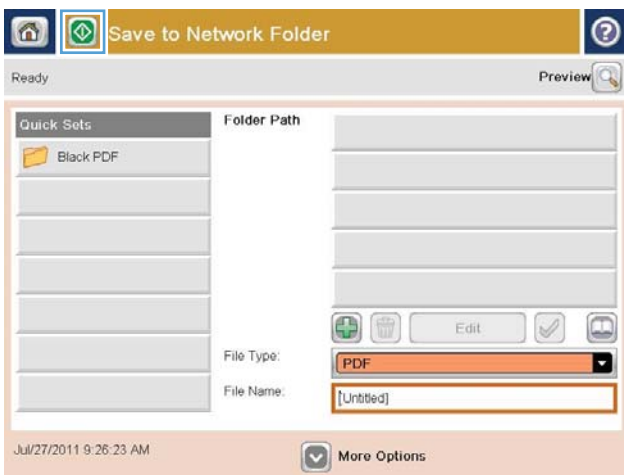 Save to Network Folder
?
Ready
Preview
Quick Sets
Folder Path
Black PDF
Edit
File Type:
PDF
File Name:
[Untitled]
Jul/27/2011 9:26:23 AM
More Options